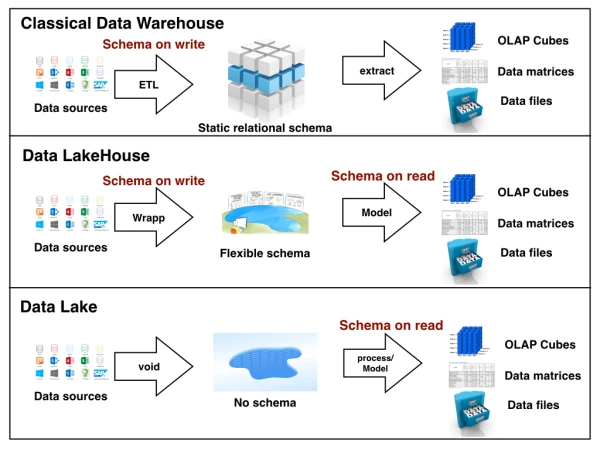 Classical Data Warehouse
Schema on write
ETL
Data sources
Static relational schema
extract
OLAP Cubes
Data matrices
Data files
Data LakeHouse
Schema on write
Schema on read
Wrapp
Data sources
Flexible schema
Model
OLAP Cubes
Data matrices
Data files
Data Lake
Schema on read
void
Data sources
No schema
process/
Model
OLAP Cubes
Data matrices
Data files